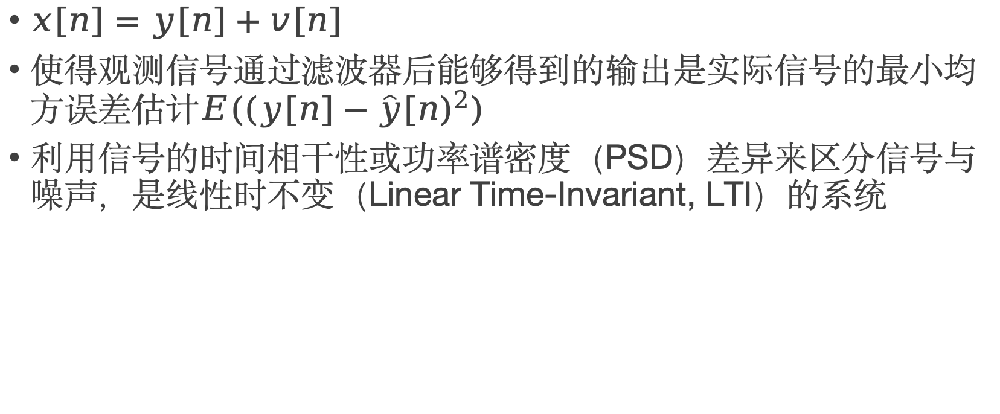 • x[n] = y[n] + v[n]
• 使得观测信号通过滤波器后能够得到的输出是实际信号的最小均
方误差估计E((y[n] − ŷ[n)²)
• 利用信号的时间相干性或功率谱密度（PSD）差异来区分信号与
噪声，是线性时不变（Linear Time-Invariant, LTI）的系统